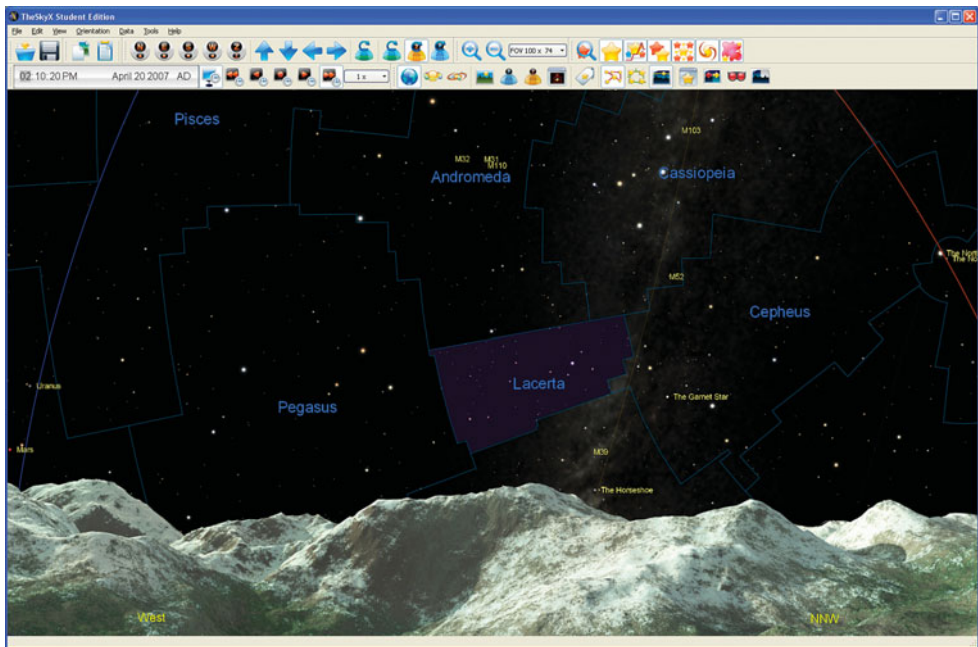 TheSkyX Student Edition
File Edit View Orientation Data Tools Help
N S E W Z FOV 100 x 74
02:10:20 PM April 20 2007 AD 1 x
Pisces
M103
M32 M31
M110
Andromeda
Cassiopeia
M52
Cepheus
Uranus
Lacerta
The Garnet Star
Pegasus
Mars
M39
The Horseshoe
West
NNW